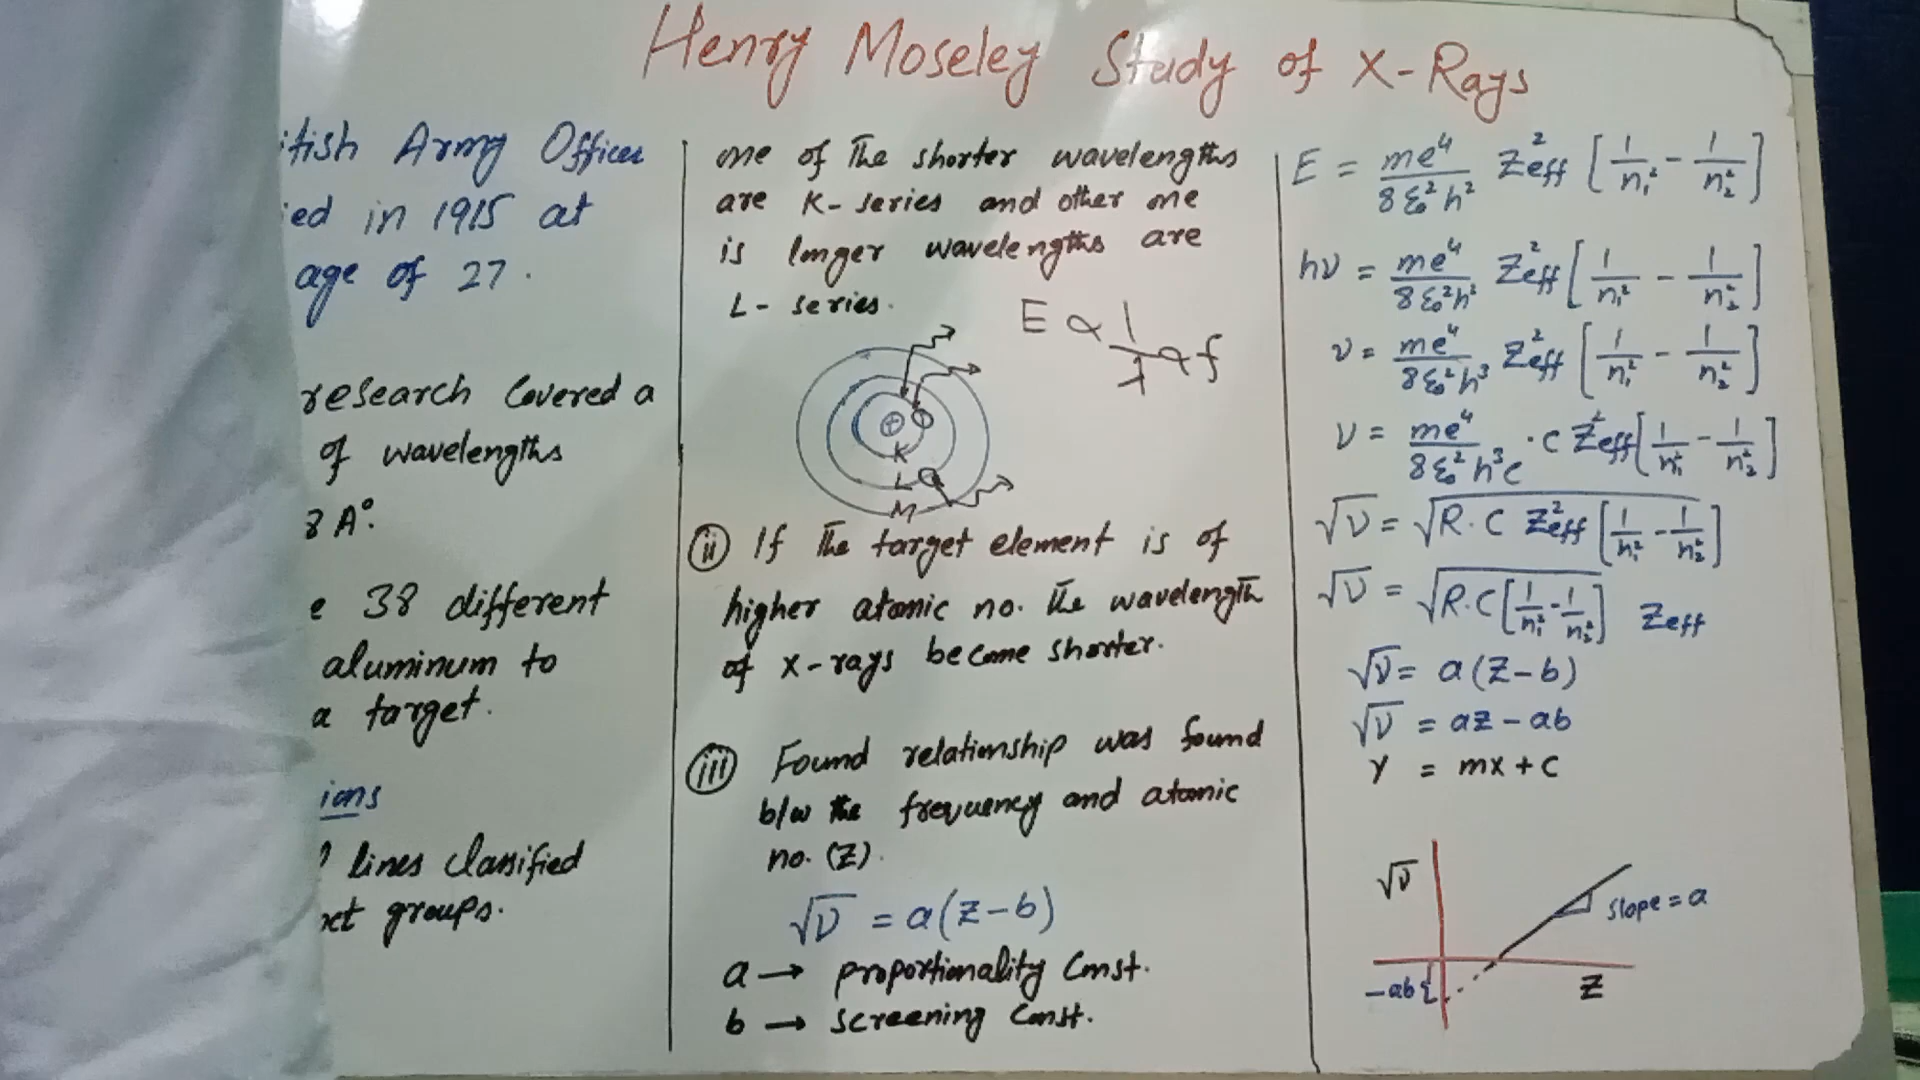 Henry Moseley Study of X-Rays
itish Army Officer
ied in 1915 at
age of 27.
research Covered a
of wavelengths
8 A°.
e 38 different
aluminum to
a target.
ions
l lines classified
groups.
one of The shorter wavelengths
are K-series and other one
is longer wavelengths are
L-series.
E ∝ 1/λ ∝ f
+
K
L
M
(ii) If The target element is of
higher atomic no. The wavelength
of X-rays become shorter.
(iii) Found relationship was found
b/w the frequency and atomic
no. (Z).
√ν = a(Z-b)
a → proportionality Const.
b → Screening Const.
E = me⁴/8ε₀²h² Z²eff [1/n₁² - 1/n₂²]
hν = me⁴/8ε₀²h² Z²eff [1/n₁² - 1/n₂²]
ν = me⁴/8ε₀²h³ Z²eff [1/n₁² - 1/n₂²]
ν = me⁴/8ε₀²h³c · c Z²eff [1/n₁² - 1/n₂²]
√ν = √R·C Z²eff [1/n₁² - 1/n₂²]
√ν = √R·C [1/n₁² - 1/n₂²] Zeff
√ν = a(Z-b)
√ν = aZ - ab
Y = mx + c
√ν
Slope = a
-ab{
Z